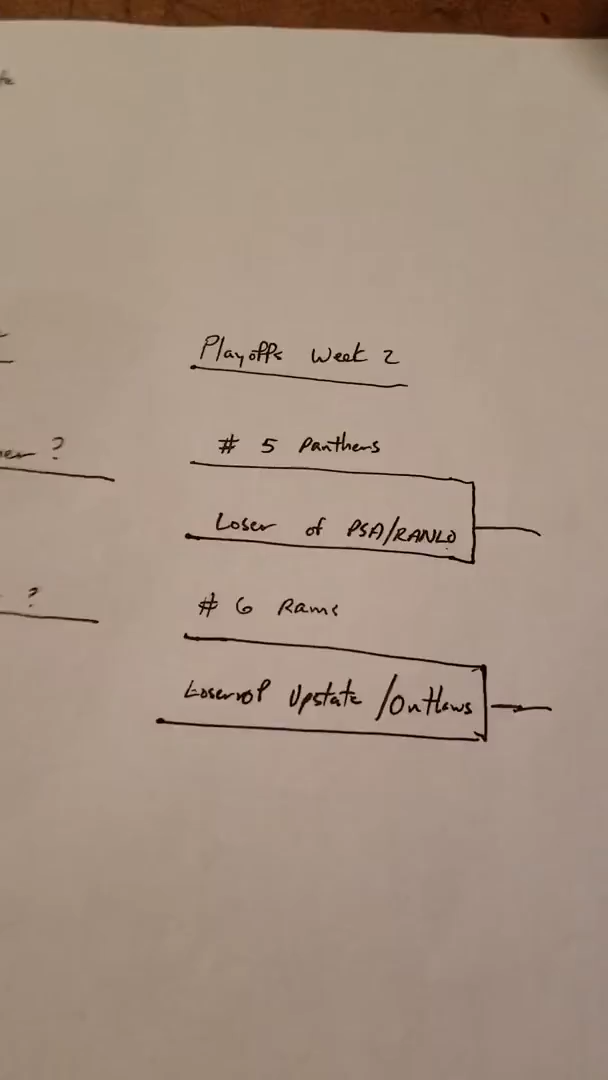 Playoffs Week 2
# 5 Panthers
Loser of PSA/RANLO
# 6 Rams
Loser of Upstate /Outlaws
?
?